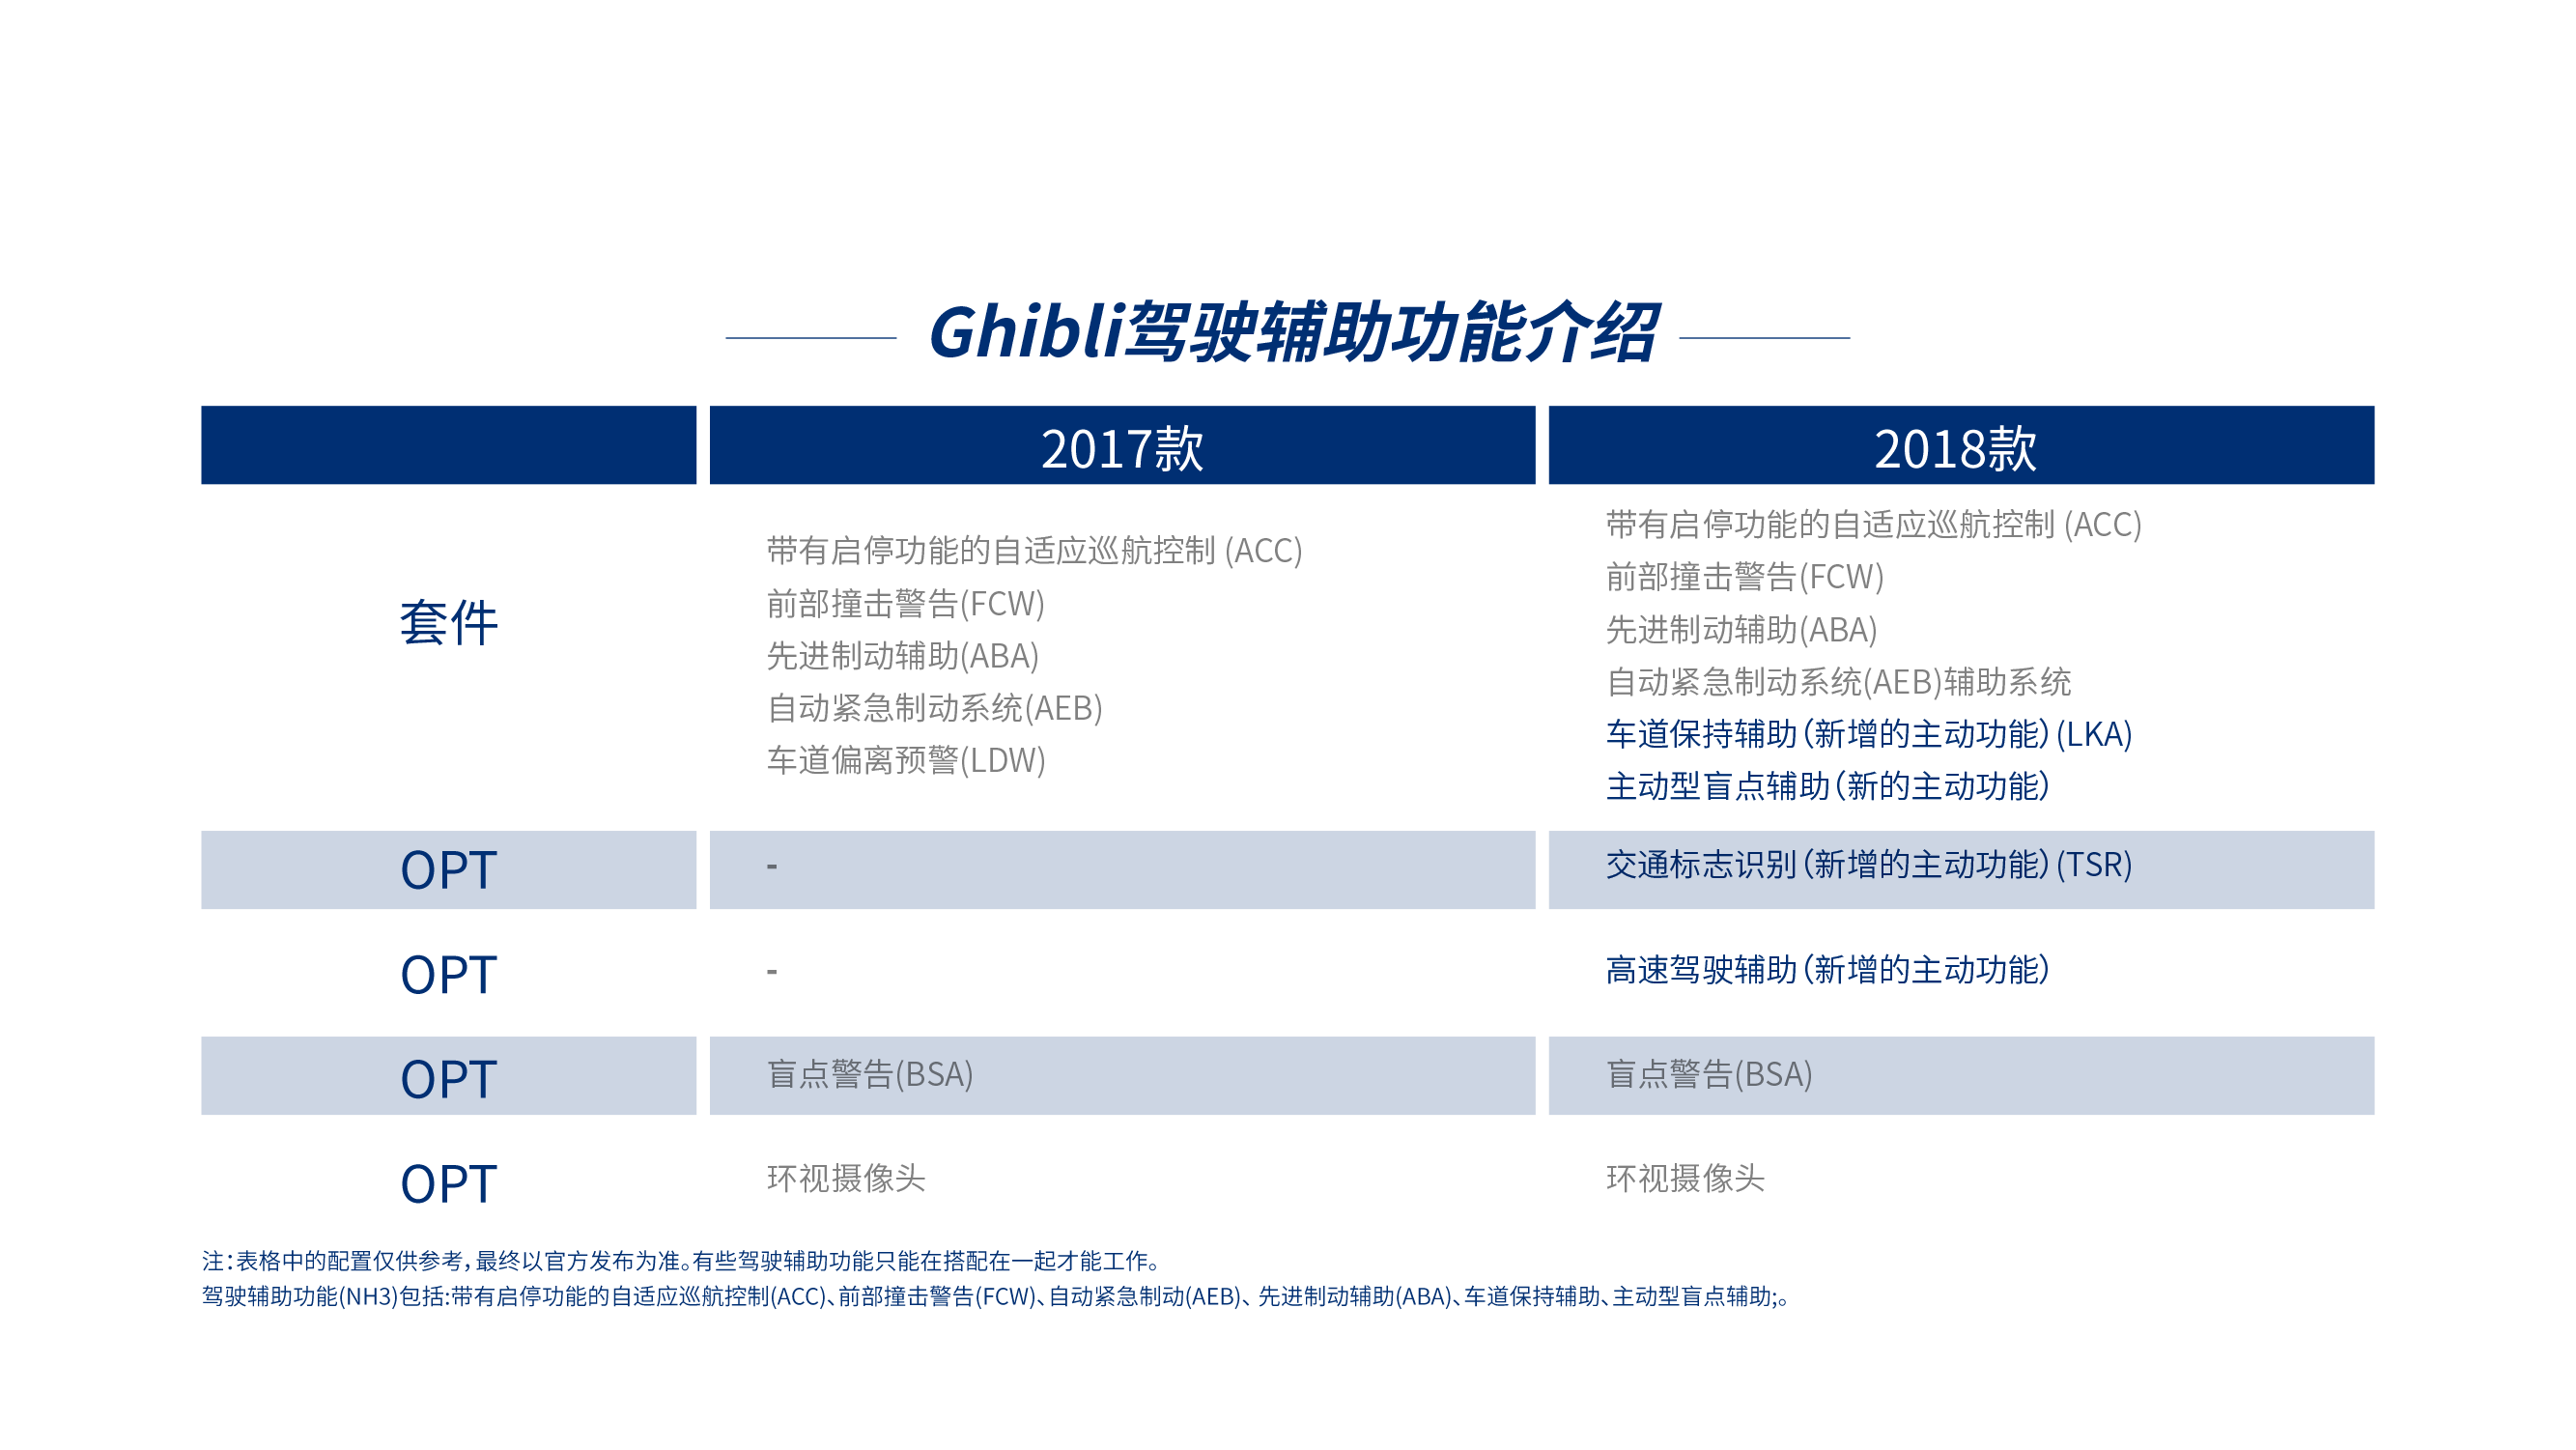 Ghibli驾驶辅助功能介绍
2017款
2018款
套件
带有启停功能的自适应巡航控制 (ACC)
前部撞击警告(FCW)
先进制动辅助(ABA)
自动紧急制动系统(AEB)
车道偏离预警(LDW)
带有启停功能的自适应巡航控制 (ACC)
前部撞击警告(FCW)
先进制动辅助(ABA)
自动紧急制动系统(AEB)辅助系统
车道保持辅助（新增的主动功能）(LKA)
主动型盲点辅助（新的主动功能）
OPT
-
交通标志识别（新增的主动功能）(TSR)
OPT
-
高速驾驶辅助（新增的主动功能）
OPT
盲点警告(BSA)
盲点警告(BSA)
OPT
环视摄像头
环视摄像头
注：表格中的配置仅供参考，最终以官方发布为准。有些驾驶辅助功能只能在搭配在一起才能工作。
驾驶辅助功能(NH3)包括:带有启停功能的自适应巡航控制(ACC)、前部撞击警告(FCW)、自动紧急制动(AEB)、 先进制动辅助(ABA)、车道保持辅助、主动型盲点辅助;。